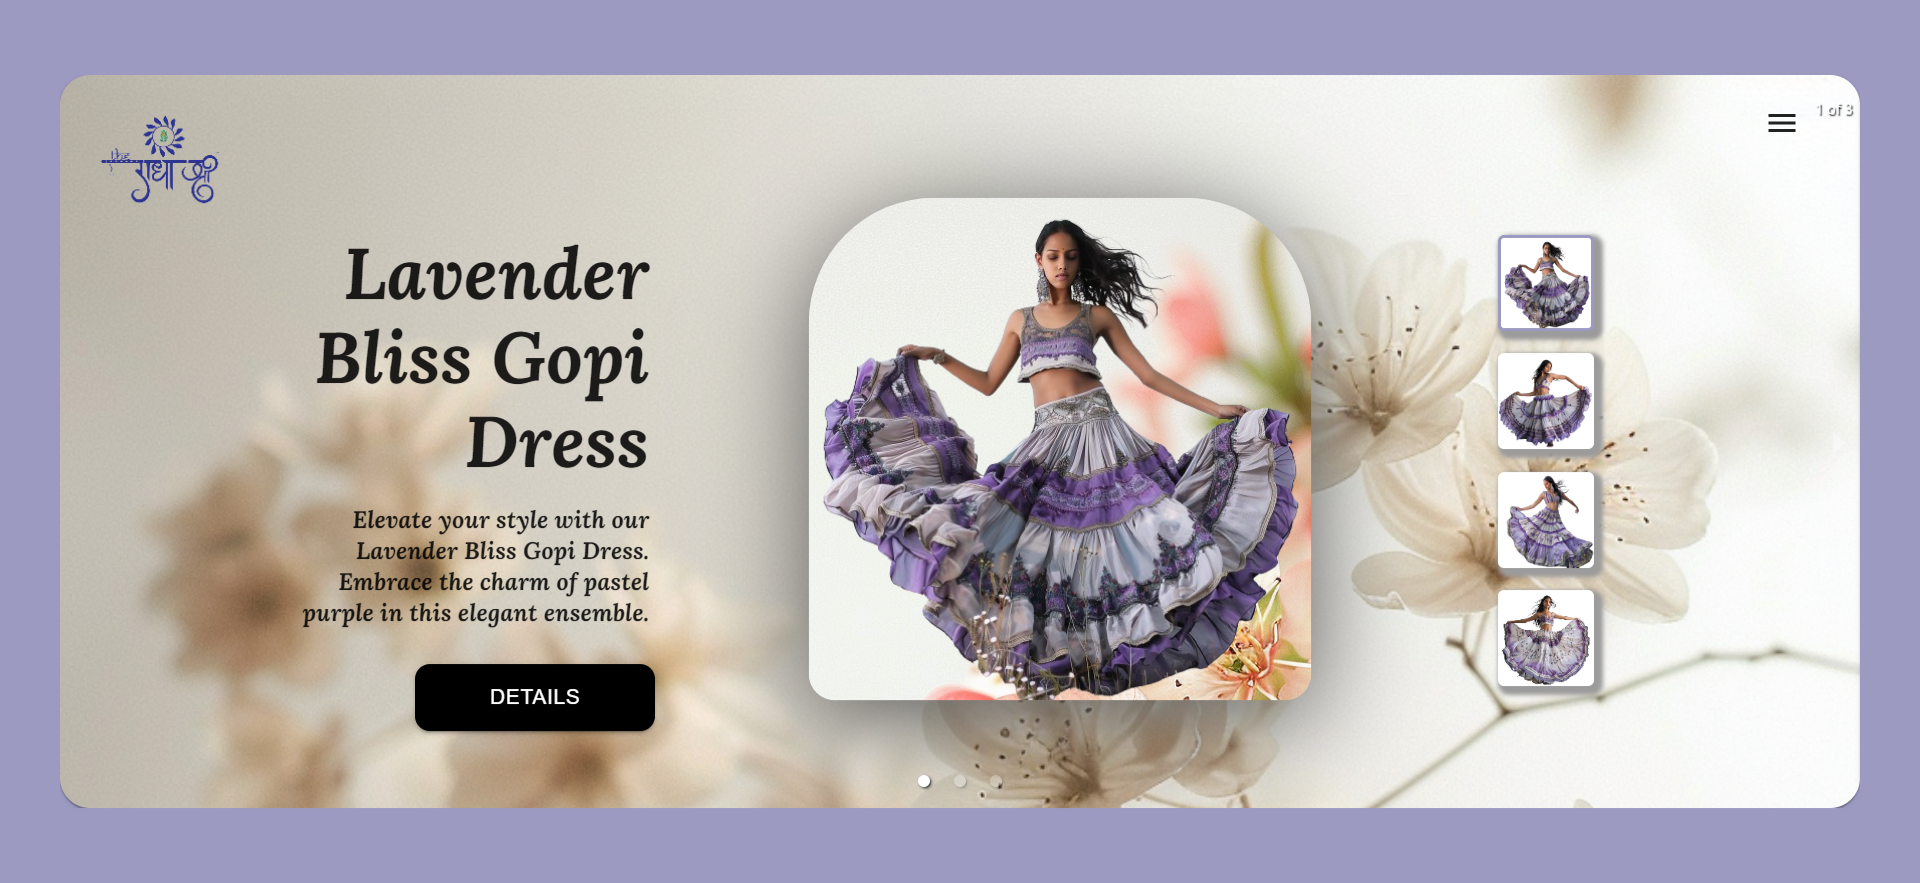 राधा श्री
1 of 3
Lavender
Bliss Gopi
Dress
Elevate your style with our
Lavender Bliss Gopi Dress.
Embrace the charm of pastel
purple in this elegant ensemble.
DETAILS